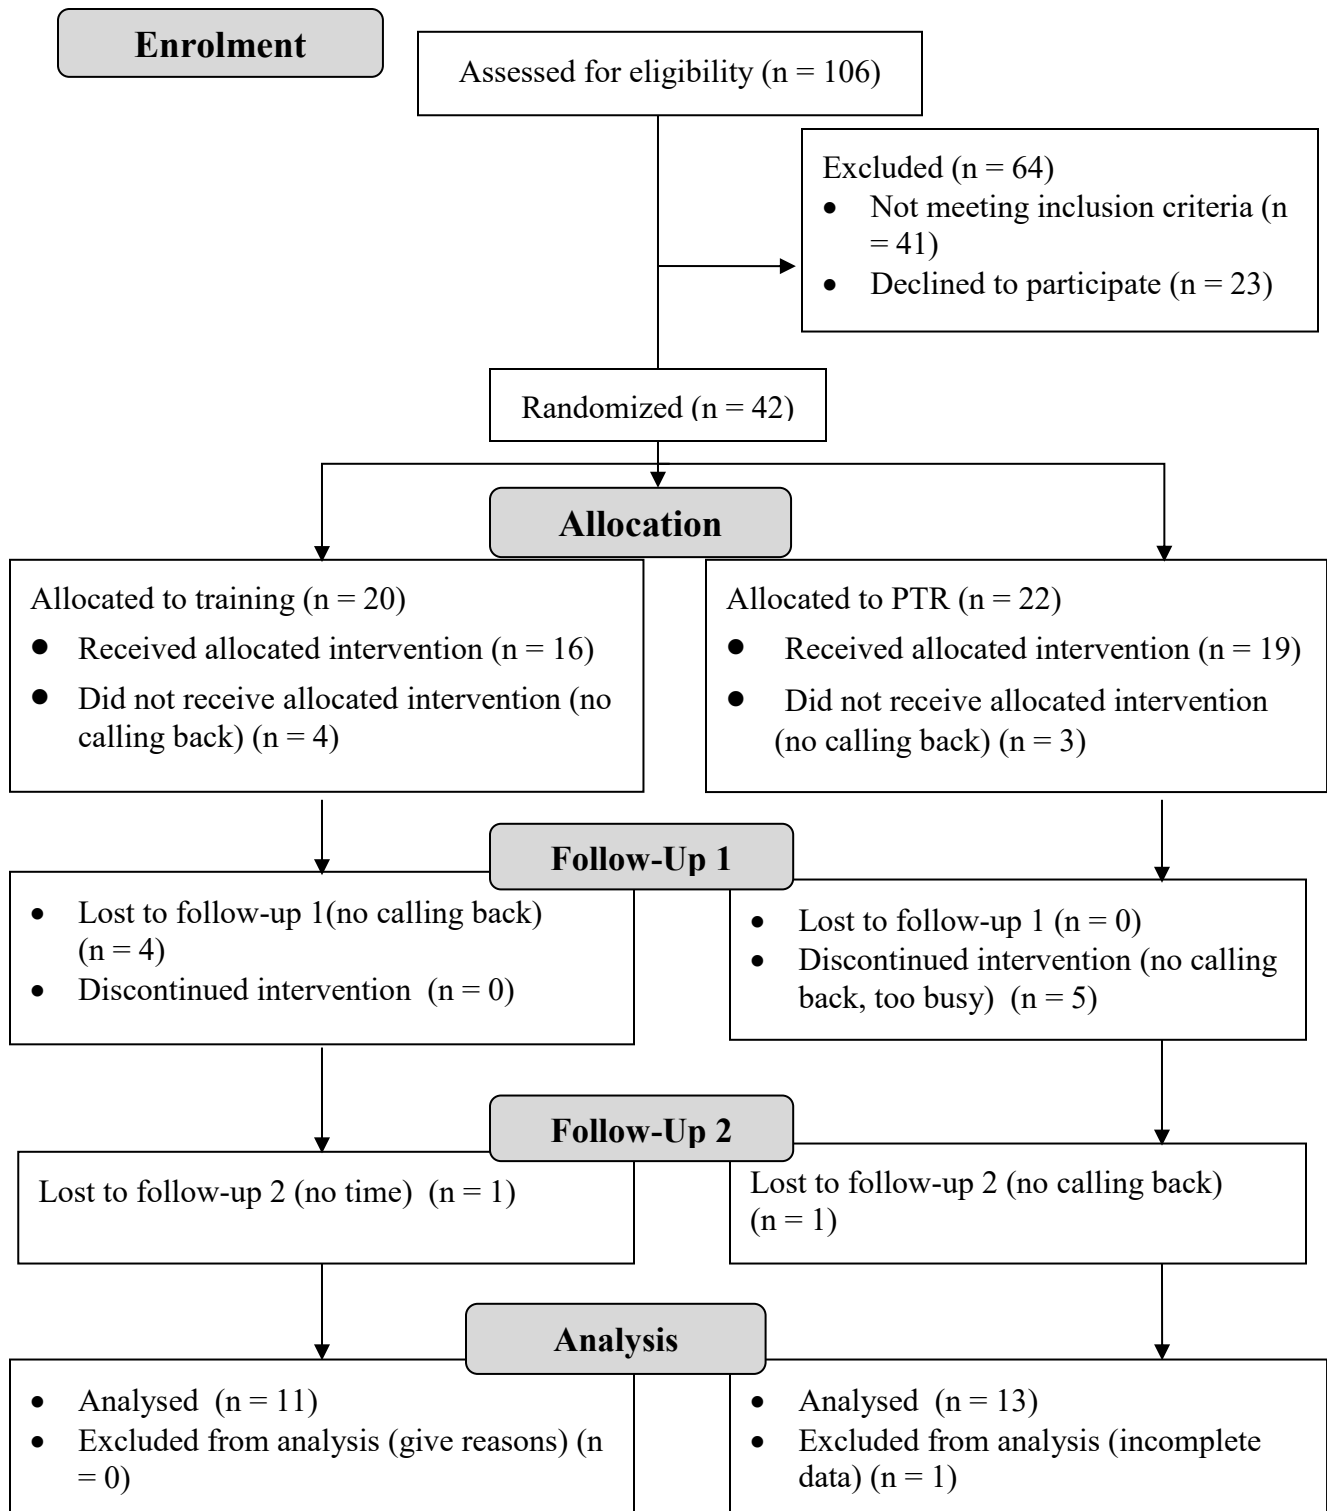 Enrolment
Assessed for eligibility (n = 106)
Excluded (n = 64)
• Not meeting inclusion criteria (n
= 41)
• Declined to participate (n = 23)
Randomized (n = 42)
Allocation
Allocated to training (n = 20)
● Received allocated intervention (n = 16)
● Did not receive allocated intervention (no
calling back) (n = 4)
Allocated to PTR (n = 22)
● Received allocated intervention (n = 19)
● Did not receive allocated intervention
(no calling back) (n = 3)
Follow-Up 1
• Lost to follow-up 1(no calling back)
(n = 4)
• Discontinued intervention (n = 0)
• Lost to follow-up 1 (n = 0)
• Discontinued intervention (no calling
back, too busy) (n = 5)
Follow-Up 2
Lost to follow-up 2 (no time) (n = 1)
Lost to follow-up 2 (no calling back)
(n = 1)
Analysis
• Analysed (n = 11)
• Excluded from analysis (give reasons) (n
= 0)
• Analysed (n = 13)
• Excluded from analysis (incomplete
data) (n = 1)